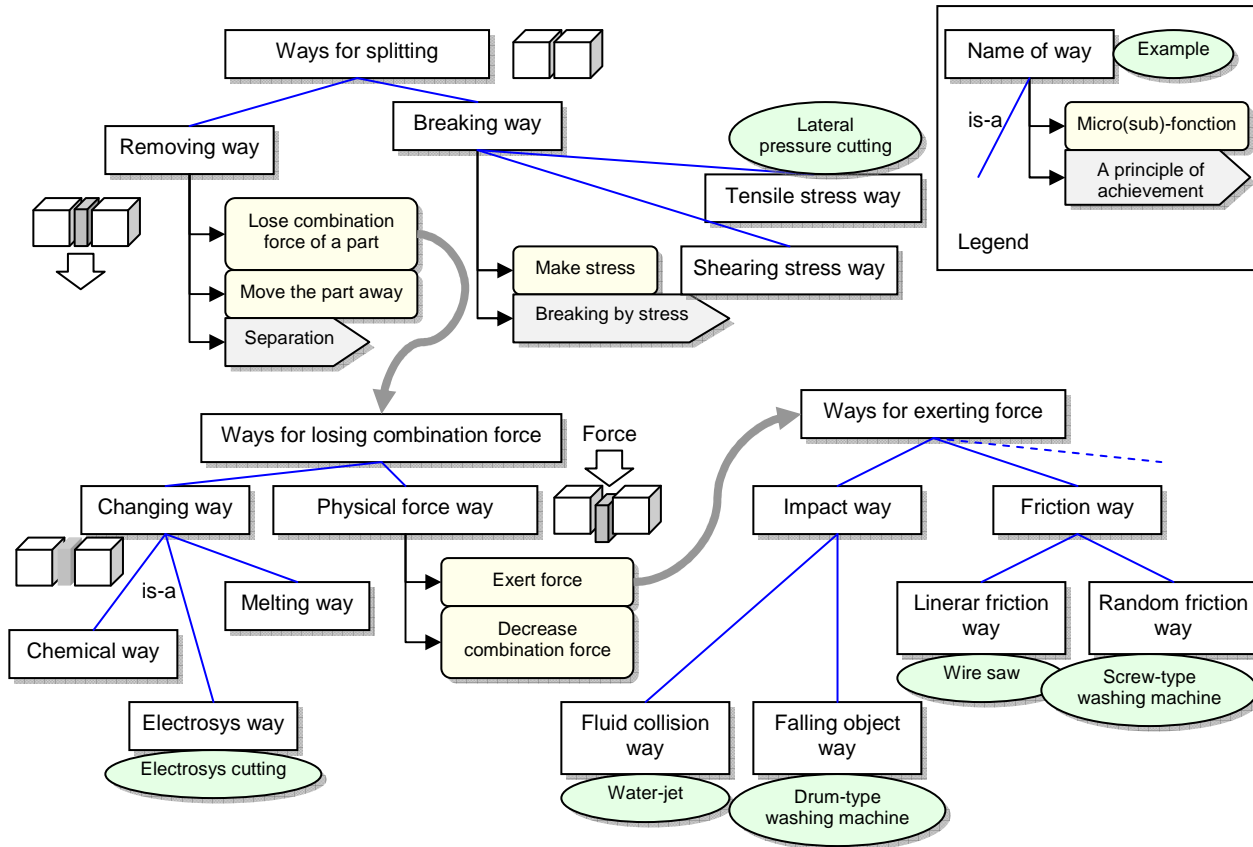 Ways for splitting
Name of way
Example
is-a
Micro(sub)-fonction
A principle of
achievement
Legend
Removing way
Breaking way
Lateral
pressure cutting
Tensile stress way
Shearing stress way
Lose combination
force of a part
Move the part away
Separation
Make stress
Breaking by stress
Ways for losing combination force
Force
Ways for exerting force
Changing way
Physical force way
Impact way
Friction way
is-a
Melting way
Chemical way
Exert force
Decrease
combination force
Linerar friction
way
Random friction
way
Wire saw
Screw-type
washing machine
Electrosys way
Electrosys cutting
Fluid collision
way
Falling object
way
Water-jet
Drum-type
washing machine